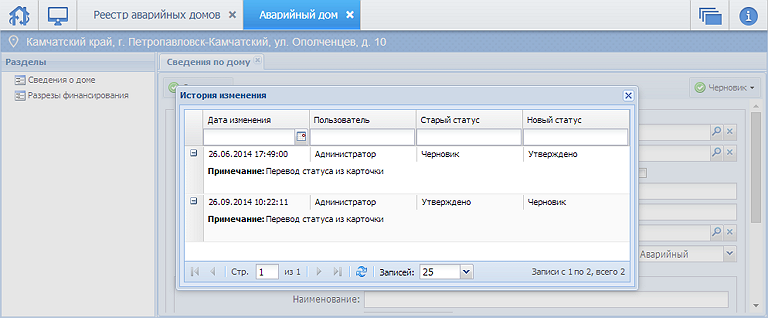 Реестр аварийных домов
Аварийный дом
Камчатский край, г. Петропавловск-Камчатский, ул. Ополченцев, д. 10
Разделы
Сведения о доме
Разрезы финансирования
Сведения по дому
Черновик
История изменения
Дата изменения Пользователь Старый статус Новый статус
26.06.2014 17:49:00 Администратор Черновик Утверждено
Примечание: Перевод статуса из карточки
26.09.2014 10:22:11 Администратор Утверждено Черновик
Примечание: Перевод статуса из карточки
Стр. 1 из 1 Записей: 25 Записи с 1 по 2, всего 2
Аварийный
Наименование: